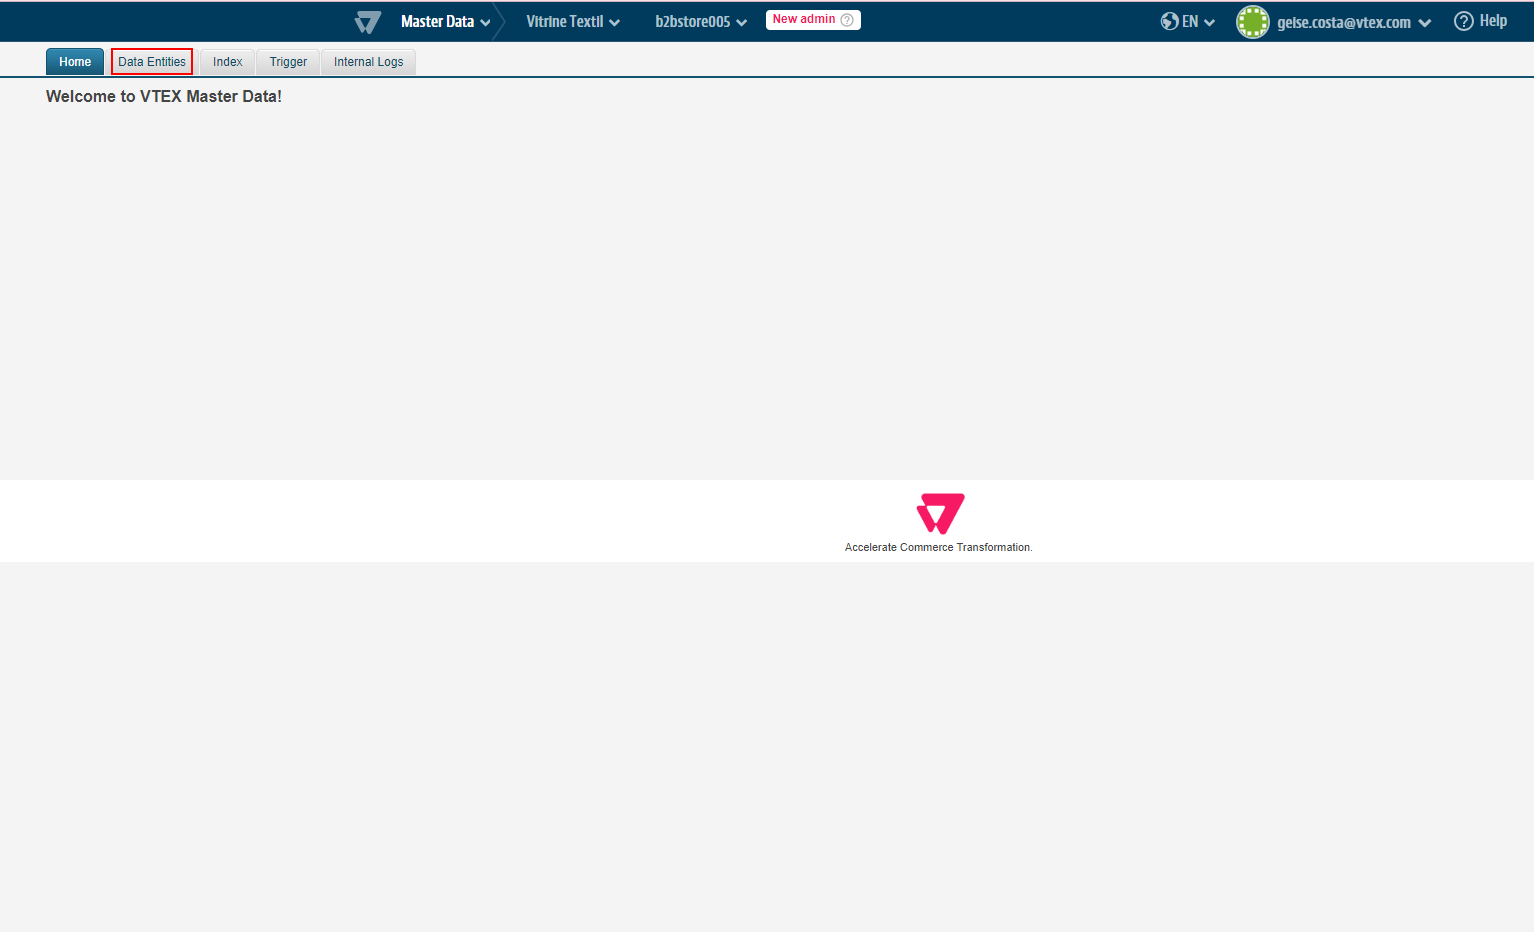 Master Data Vitrine Textil b2bstore005 New admin EN geise.costa@vtex.com Help
Home Data Entities Index Trigger Internal Logs
Welcome to VTEX Master Data!
Accelerate Commerce Transformation.